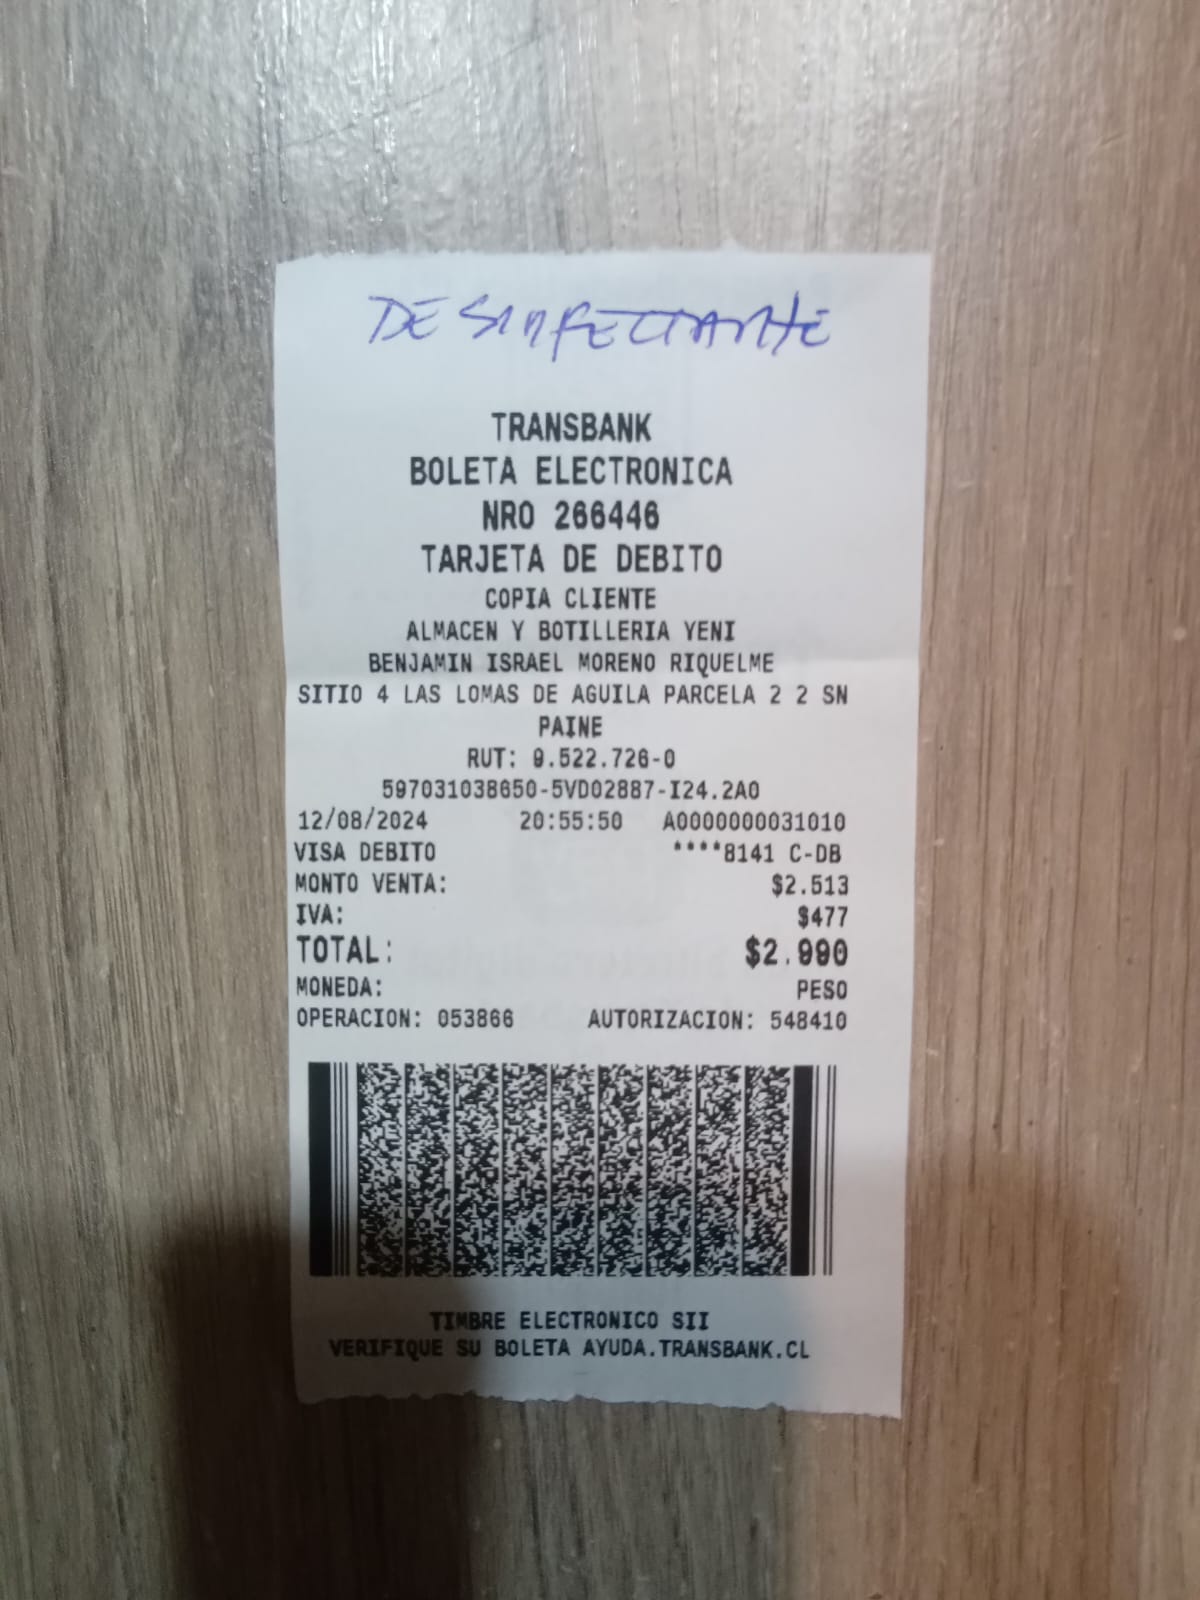 DESINFECTANTE
TRANSBANK
BOLETA ELECTRONICA
NRO 266446
TARJETA DE DEBITO
COPIA CLIENTE
ALMACEN Y BOTILLERIA YENI
BENJAMIN ISRAEL MORENO RIQUELME
SITIO 4 LAS LOMAS DE AGUILA PARCELA 2 2 SN
PAINE
RUT: 9.522.726-0
597031038650-5VD02887-I24.2A0
12/08/2024 20:55:50 A0000000031010
VISA DEBITO ****8141 C-DB
MONTO VENTA: $2.513
IVA: $477
TOTAL: $2.990
MONEDA: PESO
OPERACION: 053866 AUTORIZACION: 548410
TIMBRE ELECTRONICO SII
VERIFIQUE SU BOLETA AYUDA.TRANSBANK.CL